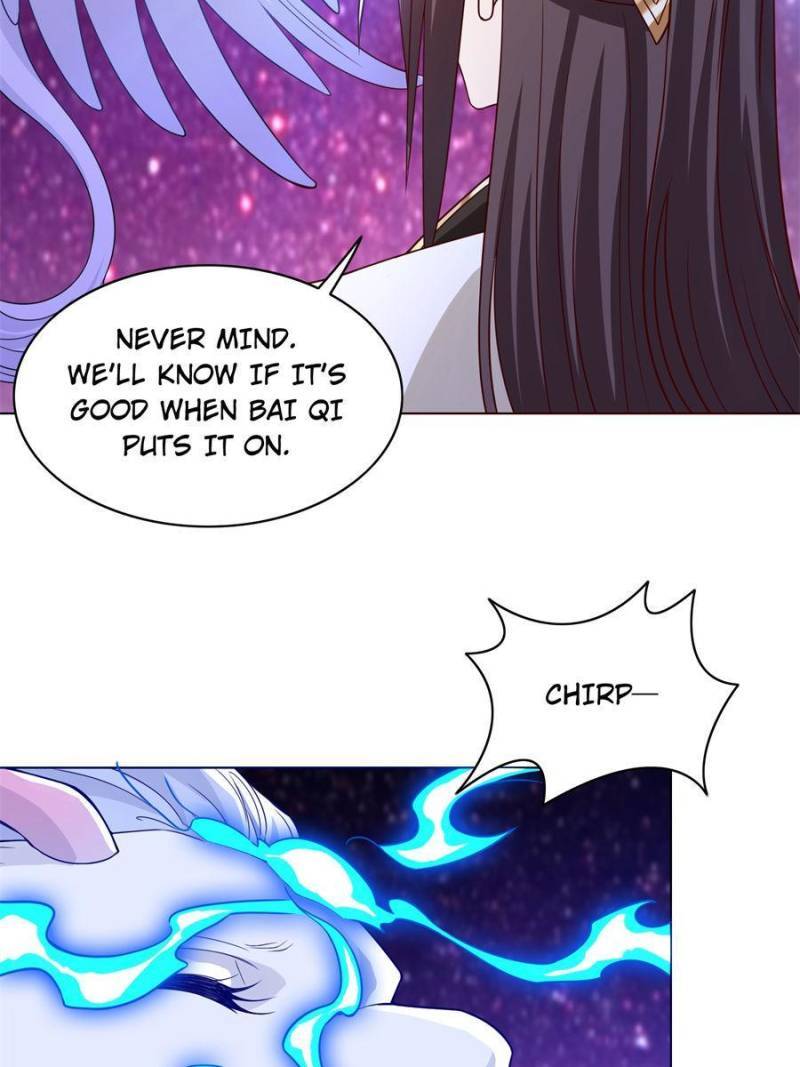 NEVER MIND.
WE'LL KNOW IF IT'S
GOOD WHEN BAI QI
PUTS IT ON.
CHIRP—